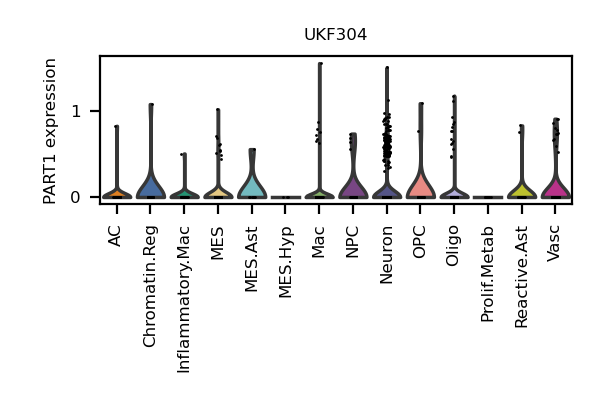 UKF304
PART1 expression
1
0
AC
Chromatin.Reg
Inflammatory.Mac
MES
MES.Ast
MES.Hyp
Mac
NPC
Neuron
OPC
Oligo
Prolif.Metab
Reactive.Ast
Vasc